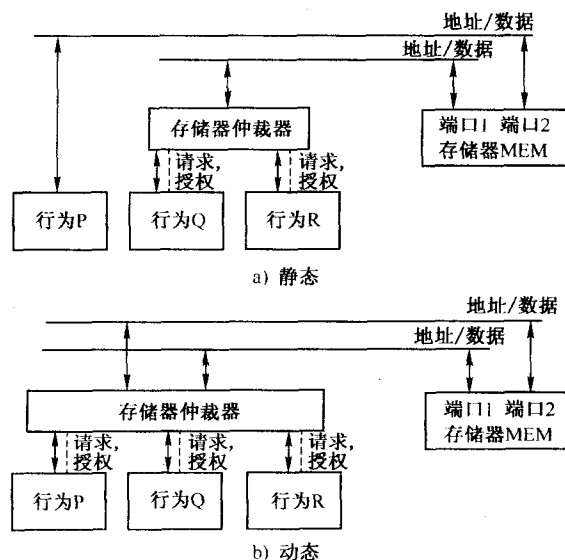 地址/数据
地址/数据
存储器仲裁器
端口1 端口2
存储器MEM
请求,
授权
请求,
授权
行为P
行为Q
行为R
a) 静态
地址/数据
地址/数据
存储器仲裁器
端口1 端口2
存储器MEM
请求,
授权
请求,
授权
请求,
授权
行为P
行为Q
行为R
b) 动态